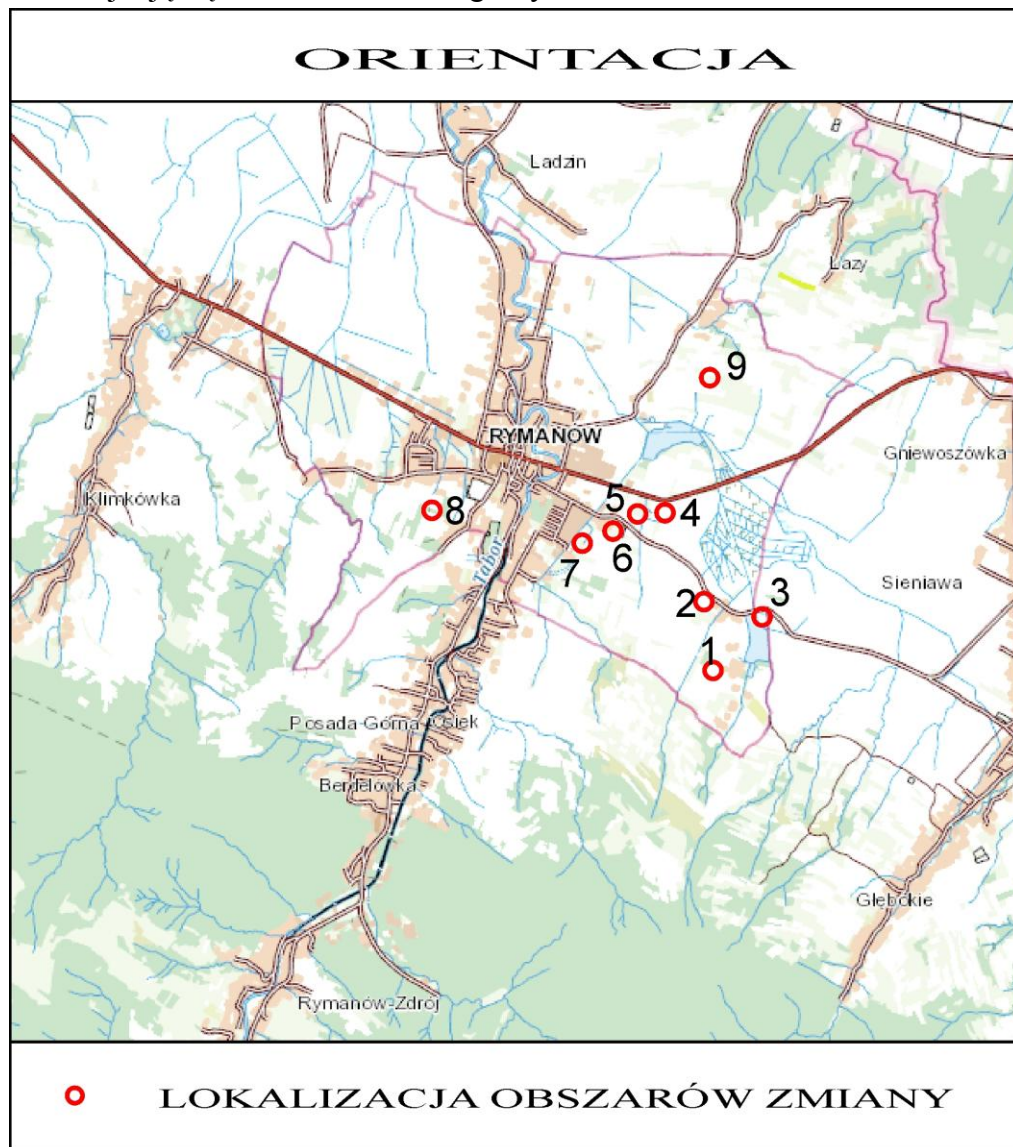 ORIENTACJA
Ladzin
Łazy
9
RYMANÓW
Gniewoszówka
Klimkówka
8
5
4
6
7
Tabor
Sieniawa
2
3
1
Posada Górna
Osiek
Berdelówka
Głębokie
Rymanów-Zdrój
LOKALIZACJA OBSZARÓW ZMIANY